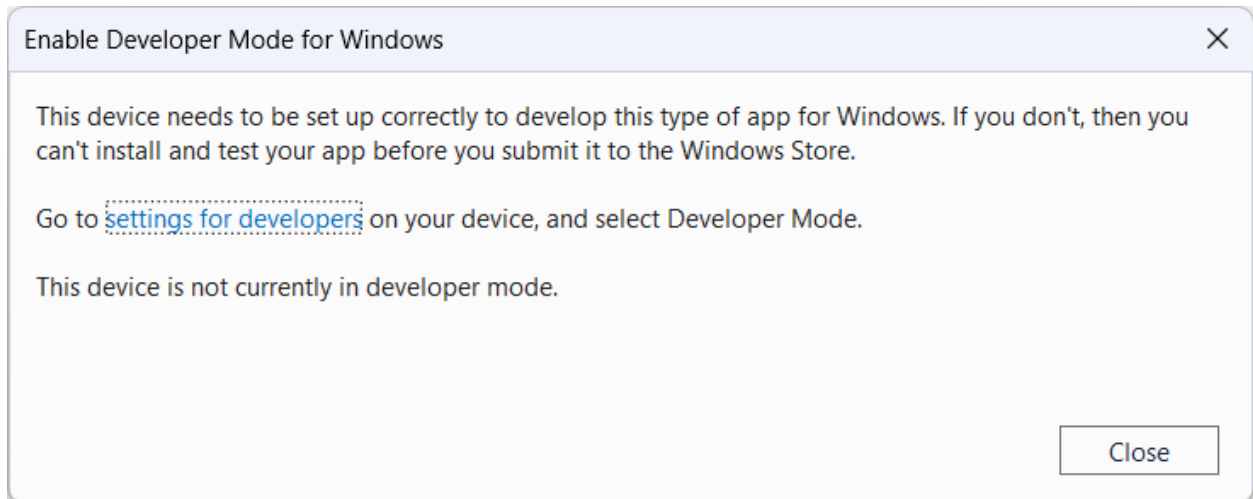 Enable Developer Mode for Windows
This device needs to be set up correctly to develop this type of app for Windows. If you don't, then you
can't install and test your app before you submit it to the Windows Store.
Go to settings for developers on your device, and select Developer Mode.
This device is not currently in developer mode.
Close